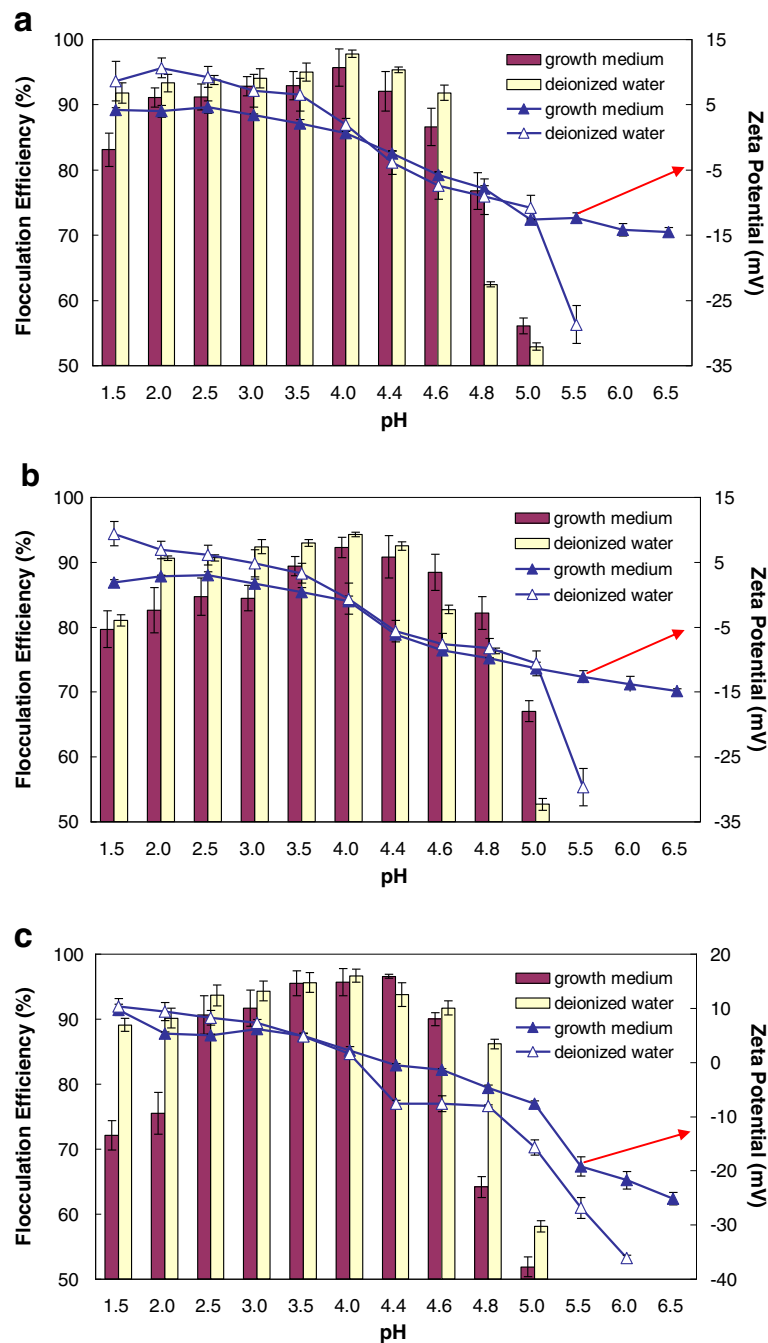 a
growth medium
deionized water
growth medium
deionized water
Flocculation Efficiency (%)
100
90
80
70
60
50
Zeta Potential (mV)
15
5
-5
-15
-25
-35
1.5 2.0 2.5 3.0 3.5 4.0 4.4 4.6 4.8 5.0 5.5 6.0 6.5
pH
b
growth medium
deionized water
growth medium
deionized water
Flocculation Efficiency (%)
100
90
80
70
60
50
Zeta Potential (mV)
15
5
-5
-15
-25
-35
1.5 2.0 2.5 3.0 3.5 4.0 4.4 4.6 4.8 5.0 5.5 6.0 6.5
pH
c
growth medium
deionized water
growth medium
deionized water
Flocculation Efficiency (%)
100
90
80
70
60
50
Zeta Potential (mV)
20
10
0
-10
-20
-30
-40
1.5 2.0 2.5 3.0 3.5 4.0 4.4 4.6 4.8 5.0 5.5 6.0 6.5
pH